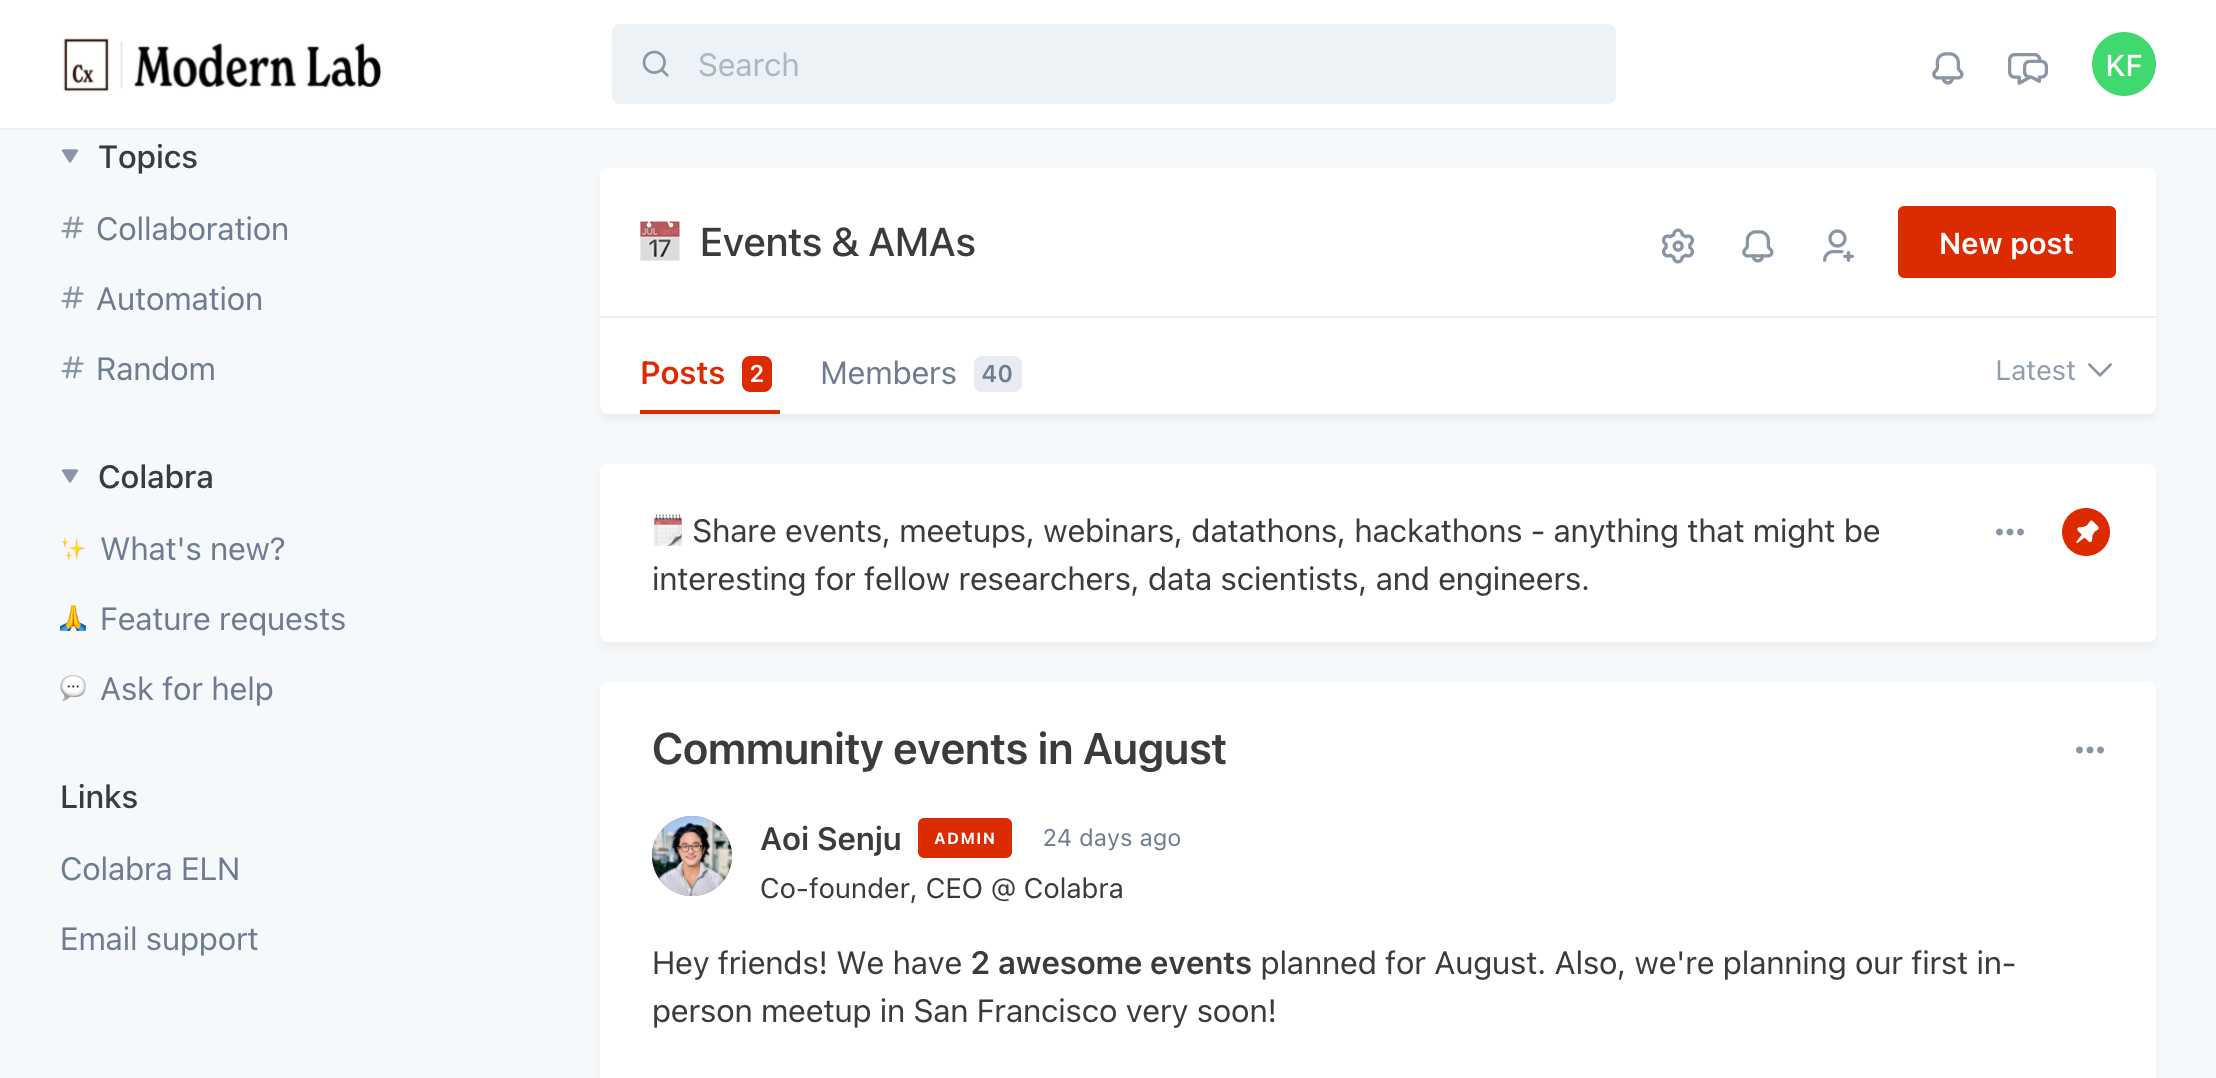 Cx Modern Lab
Search
KF
Topics
# Collaboration
# Automation
# Random
Colabra
What's new?
Feature requests
Ask for help
Links
Colabra ELN
Email support
JUL
17
Events & AMAs
New post
Posts 2
Members 40
Latest
Share events, meetups, webinars, datathons, hackathons - anything that might be
interesting for fellow researchers, data scientists, and engineers.
Community events in August
Aoi Senju ADMIN 24 days ago
Co-founder, CEO @ Colabra
Hey friends! We have 2 awesome events planned for August. Also, we're planning our first in-
person meetup in San Francisco very soon!